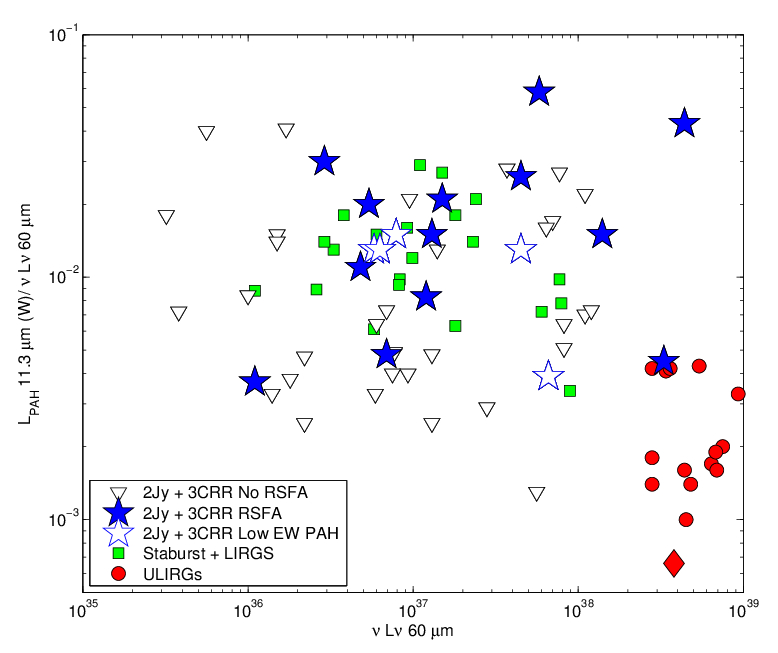 10^-1
10^-2
10^-3
L_PAH 11.3 μm (W)/ ν Lν 60 μm
2Jy + 3CRR No RSFA
2Jy + 3CRR RSFA
2Jy + 3CRR Low EW PAH
Staburst + LIRGS
ULIRGs
10^35 10^36 10^37 10^38 10^39
ν Lν 60 μm